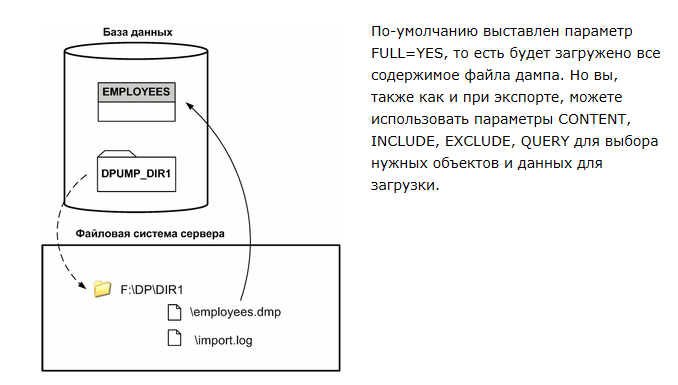 База данных
EMPLOYEES
DPUMP_DIR1
Файловая система сервера
F:\DP\DIR1
\employees.dmp
\import.log
По-умолчанию выставлен параметр
FULL=YES, то есть будет загружено все
содержимое файла дампа. Но вы,
также как и при экспорте, можете
использовать параметры CONTENT,
INCLUDE, EXCLUDE, QUERY для выбора
нужных объектов и данных для
загрузки.